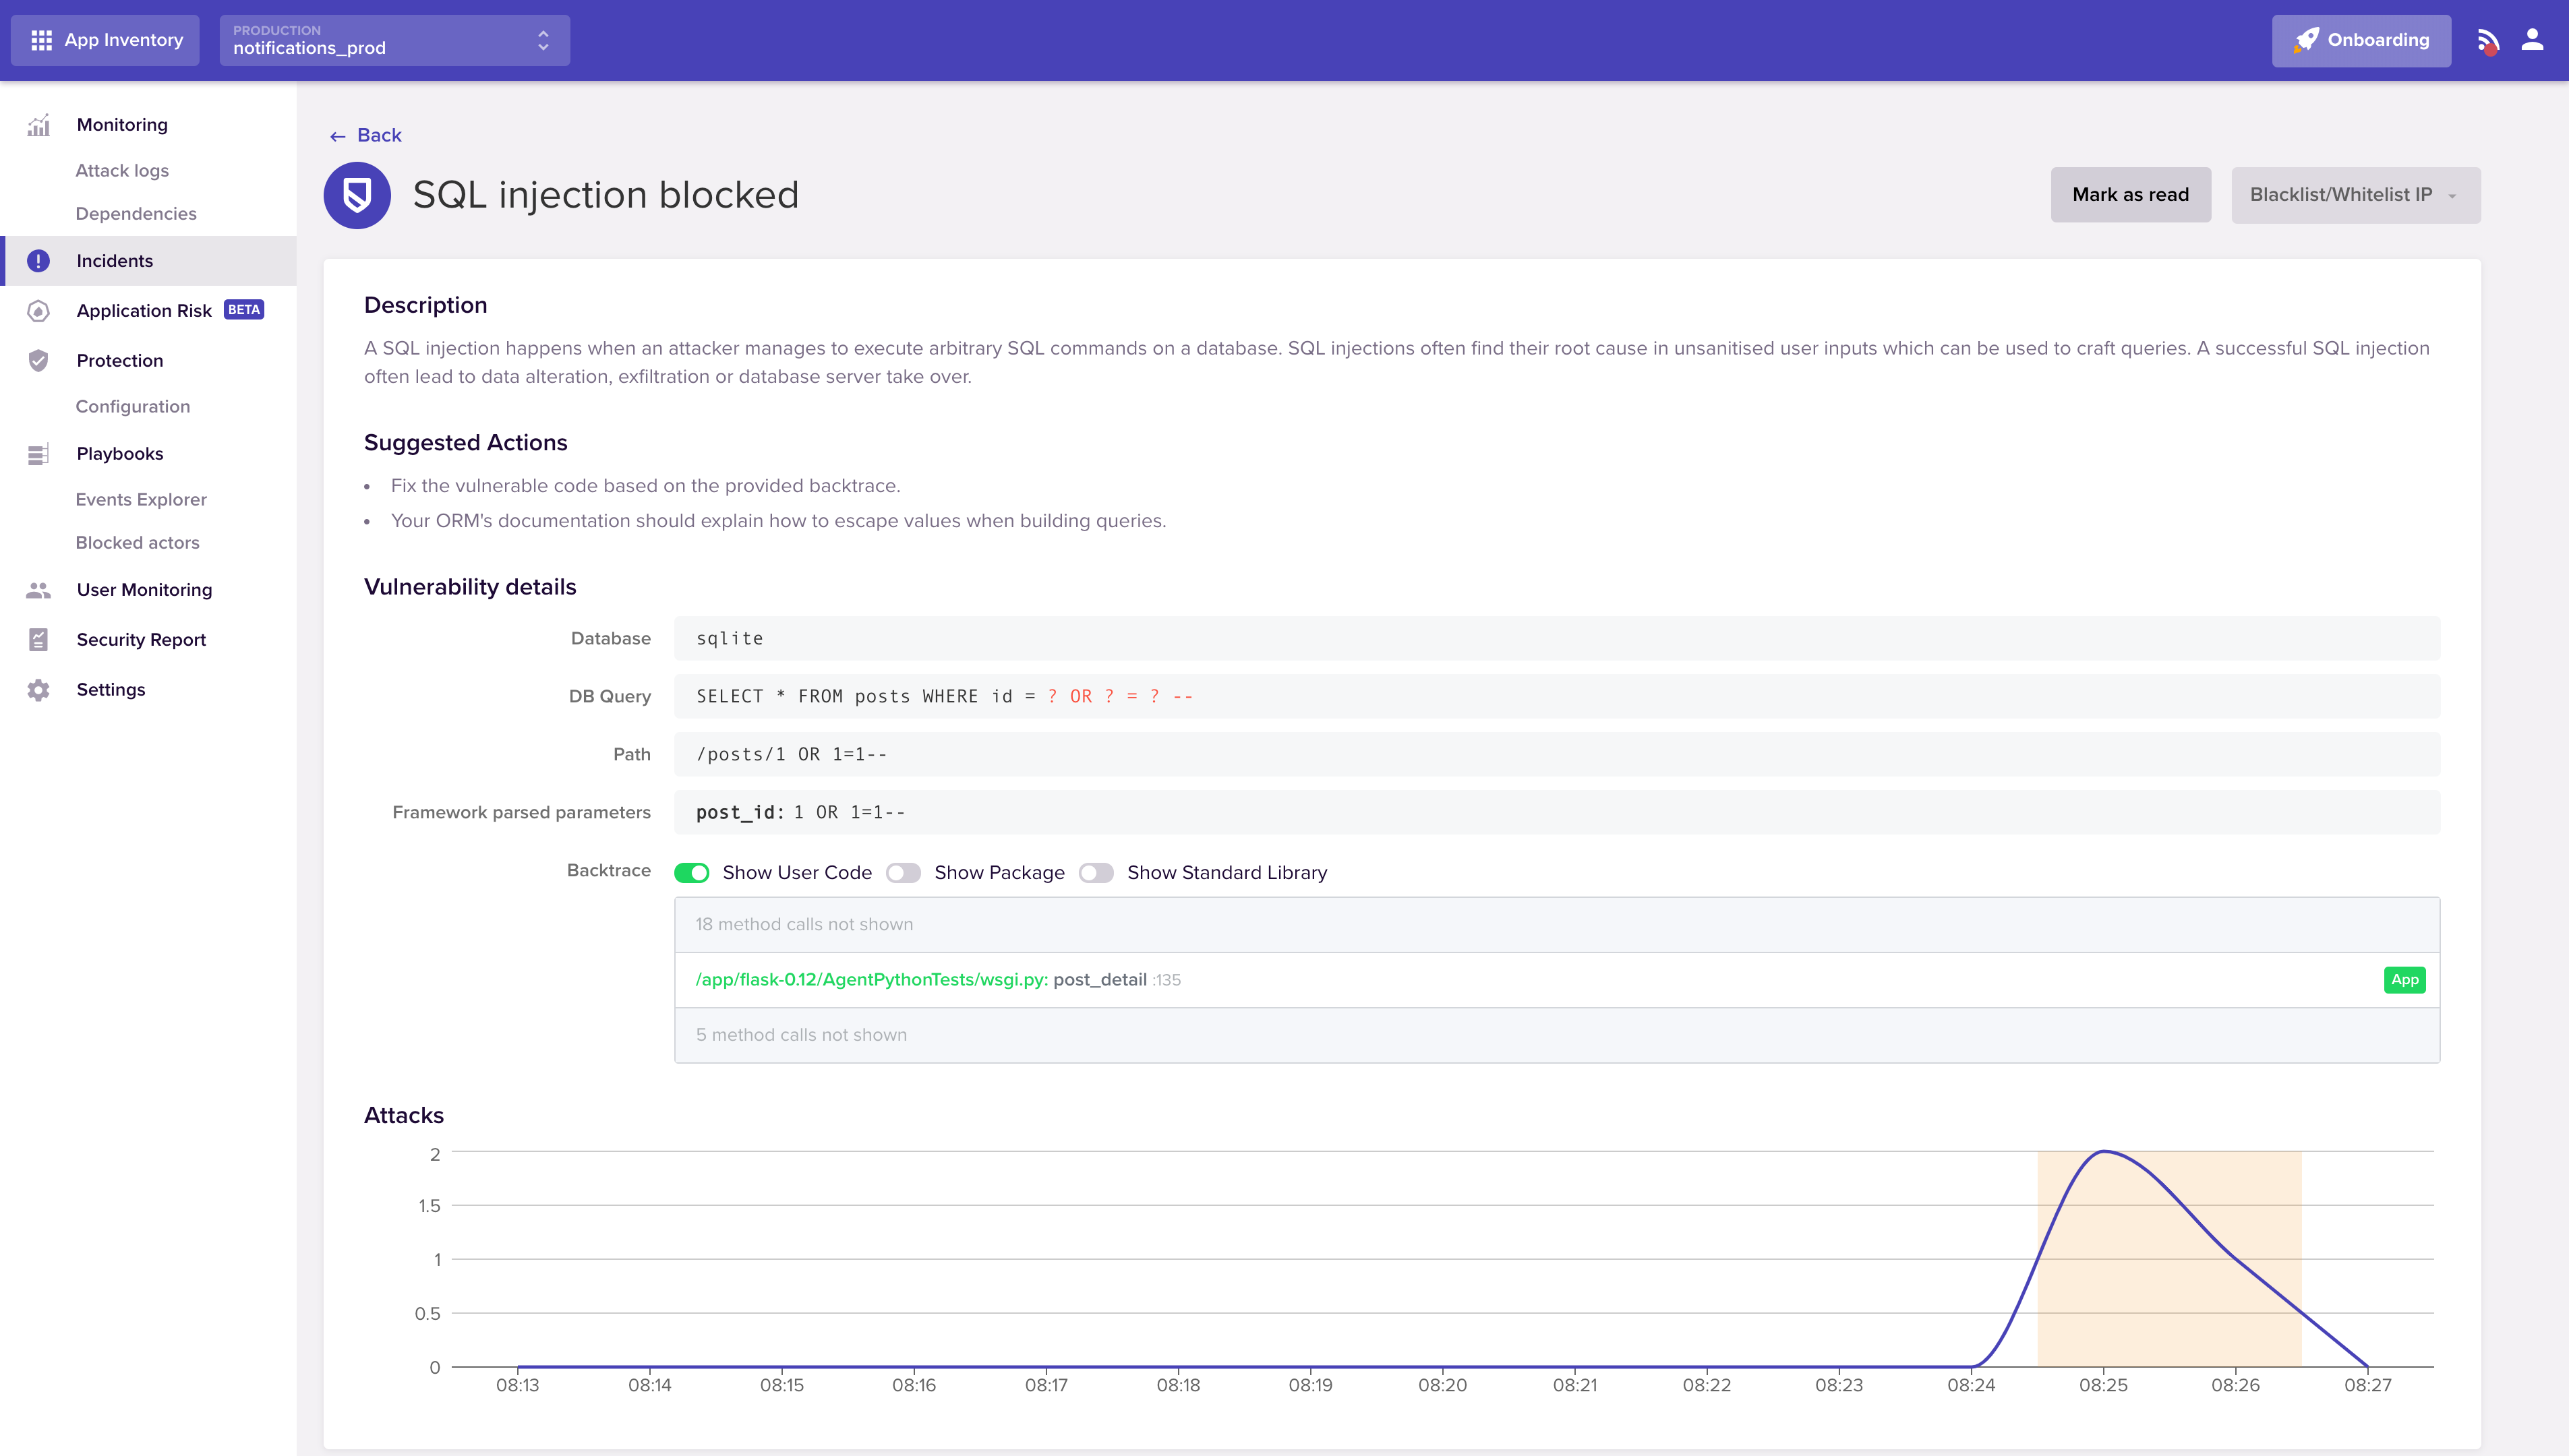 App Inventory
PRODUCTION
notifications_prod
Onboarding
Monitoring
Attack logs
Dependencies
Incidents
Application Risk BETA
Protection
Configuration
Playbooks
Events Explorer
Blocked actors
User Monitoring
Security Report
Settings
← Back
SQL injection blocked
Mark as read
Blacklist/Whitelist IP
Description
A SQL injection happens when an attacker manages to execute arbitrary SQL commands on a database. SQL injections often find their root cause in unsanitised user inputs which can be used to craft queries. A successful SQL injection
often lead to data alteration, exfiltration or database server take over.
Suggested Actions
• Fix the vulnerable code based on the provided backtrace.
• Your ORM's documentation should explain how to escape values when building queries.
Vulnerability details
Database sqlite
DB Query SELECT * FROM posts WHERE id = ? OR ? = ? --
Path /posts/1 OR 1=1--
Framework parsed parameters post_id: 1 OR 1=1--
Backtrace Show User Code Show Package Show Standard Library
18 method calls not shown
/app/flask-0.12/AgentPythonTests/wsgi.py: post_detail :135 App
5 method calls not shown
Attacks
2
1.5
1
0.5
0
08:13 08:14 08:15 08:16 08:17 08:18 08:19 08:20 08:21 08:22 08:23 08:24 08:25 08:26 08:27